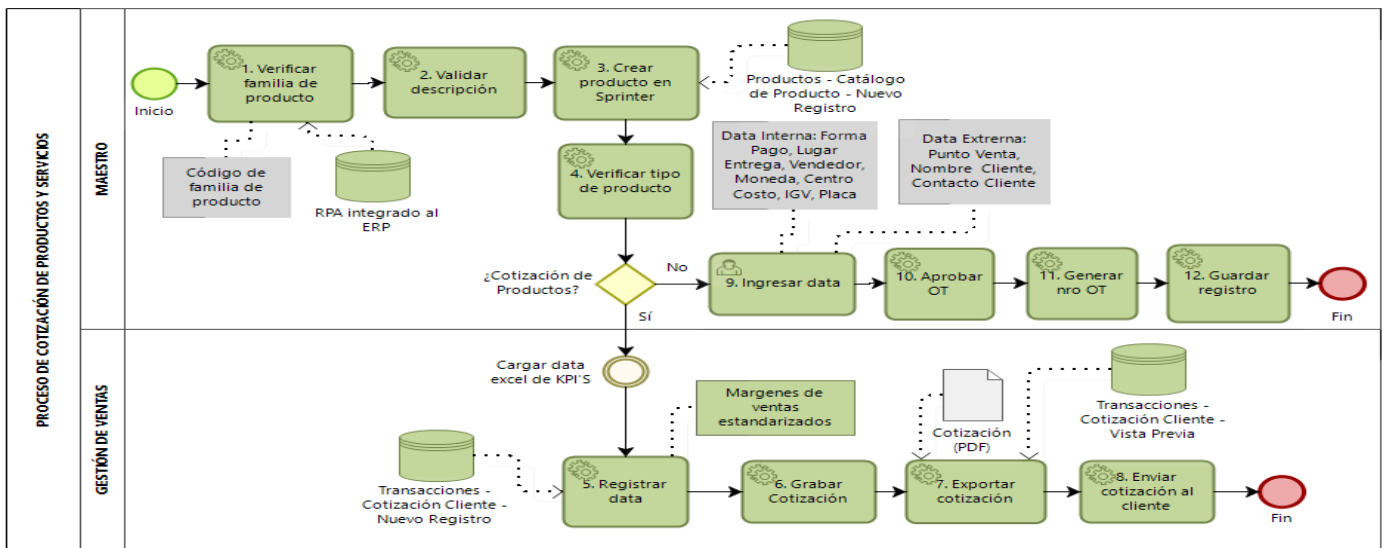 PROCESO DE COTIZACIÓN DE PRODUCTOS Y SERVICIOS
MAESTRO
Inicio
1. Verificar
familia de
producto
2. Validar
descripción
3. Crear
producto en
Sprinter
Productos - Catálogo
de Producto - Nuevo
Registro
Código de
familia de
producto
RPA integrado al
ERP
4. Verificar tipo
de producto
Data Interna: Forma
Pago, Lugar
Entrega, Vendedor,
Moneda, Centro
Costo, IGV, Placa
Data Extrerna:
Punto Venta,
Nombre Cliente,
Contacto Cliente
¿Cotización de
Productos?
No
Sí
9. Ingresar data
10. Aprobar
OT
11. Generar
nro OT
12. Guardar
registro
Fin
GESTIÓN DE VENTAS
Cargar data
excel de KPI'S
Margenes de
ventas
estandarizados
Cotización
(PDF)
Transacciones -
Cotización Cliente -
Vista Previa
Transacciones -
Cotización Cliente -
Nuevo Registro
5. Registrar
data
6. Grabar
Cotización
7. Exportar
cotización
8. Enviar
cotización al
cliente
Fin